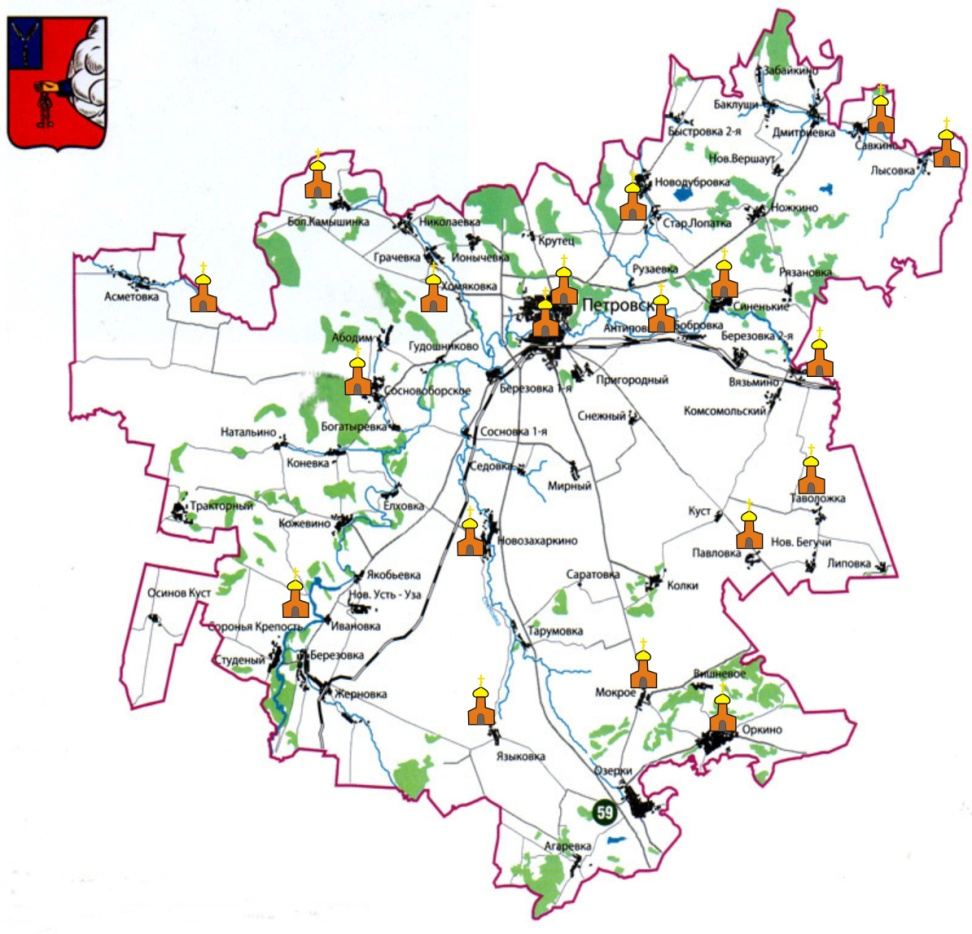 Забайкино
Баклуши
Быстровка 2-я
Дмитриевка
Савкино
Лысовка
Нов.Вершаут
Новодубровка
Бол.Камышинка
Николаевка
Стар.Лопатка
Ножкино
Крутец
Грачевка
Ионычевка
Рузаевка
Рязановка
Асметовка
Хомяковка
Петровск
Синенькие
Антипов
Бобровка
Березовка 2-я
Абодим
Гудошниково
Березовка 1-я
Пригородный
Вязьмино
Сосновоборское
Комсомольский
Снежный
Богатыревка
Натальино
Сосновка 1-я
Коневка
Седовка
Мирный
Таволожка
Тракторный
Елховка
Кожевино
Куст
Новозахаркино
Павловка
Нов. Бегучи
Липовка
Якобьевка
Саратовка
Колки
Осинов Куст
Нов. Усть - Уза
Воронья Крепость
Ивановка
Тарумовка
Студеный
Березовка
Вишневое
Жерновка
Мокрое
Оркино
Языковка
Озерки
59
Агаревка